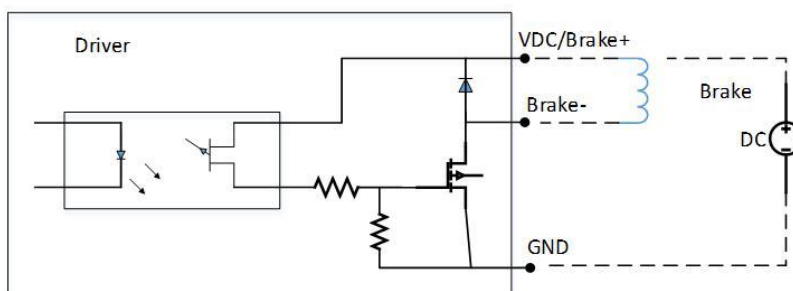 Driver
VDC/Brake+
Brake-
Brake
DC
GND